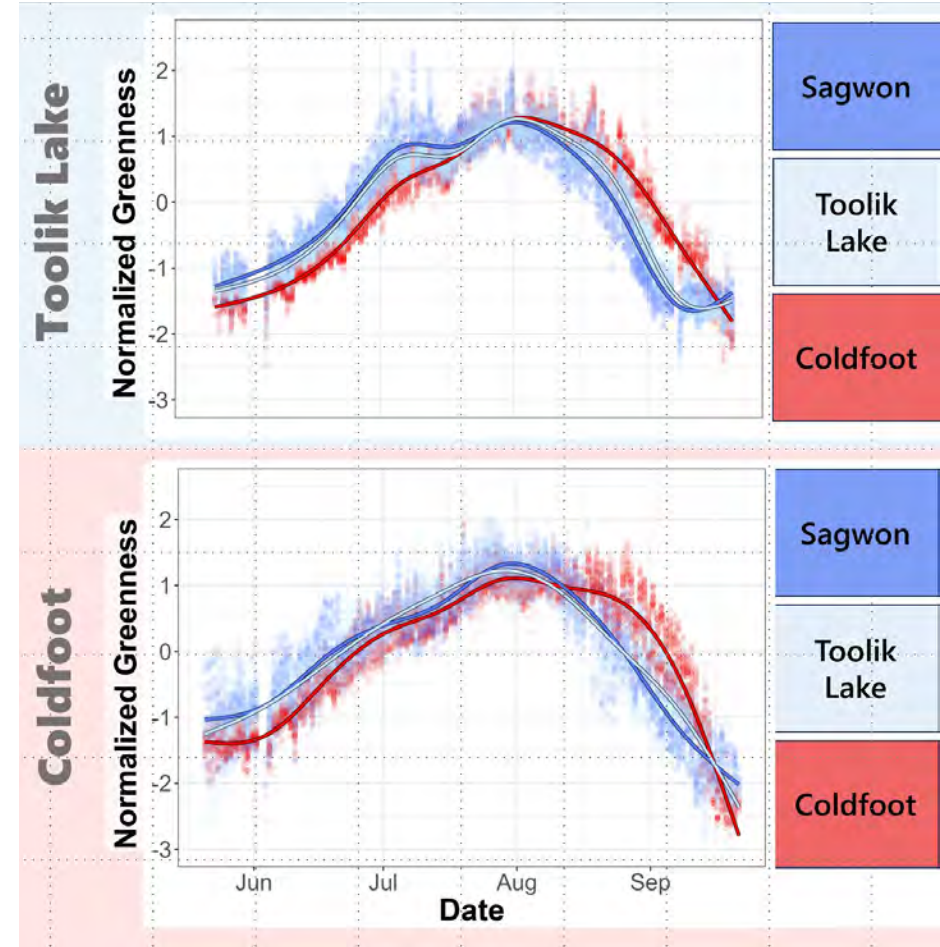 Toolik Lake
Normalized Greenness
2
1
0
-1
-2
-3
Sagwon
Toolik
Lake
Coldfoot
Coldfoot
Normalized Greenness
2
1
0
-1
-2
-3
Jun
Jul
Aug
Sep
Date
Sagwon
Toolik
Lake
Coldfoot